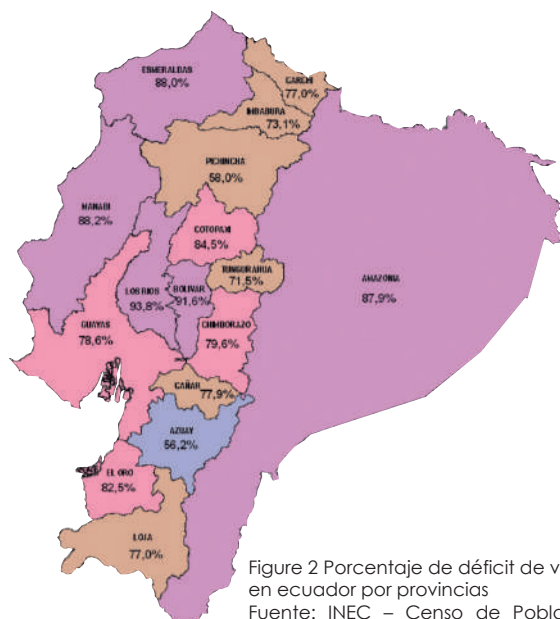 ESMERALDAS
88,0%
CARCHI
77,0%
IMBABURA
73,1%
PICHINCHA
58,0%
MANABI
88,2%
COTOPAXI
84,5%
TUNGURAHUA
71,5%
AMAZONIA
87,9%
LOS RIOS
93,8%
BOLIVAR
91,6%
GUAYAS
78,6%
CHIMBORAZO
79,6%
CAÑAR
77,9%
AZUAY
56,2%
EL ORO
82,5%
LOJA
77,0%
Figure 2 Porcentaje de déficit de v
en ecuador por provincias
Fuente: INEC – Censo de Pobla